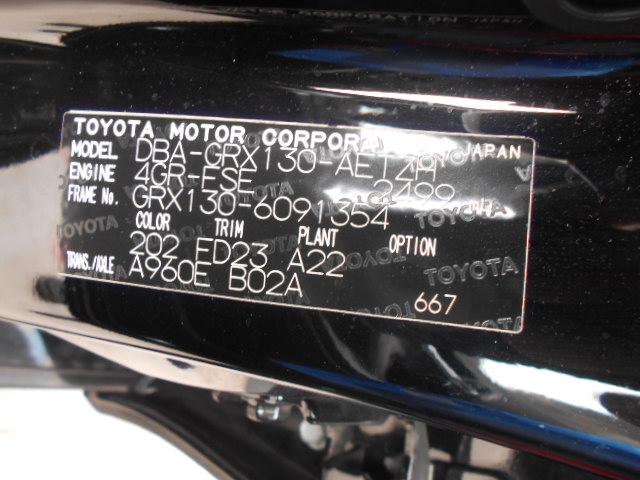 TOYOTA MOTOR CORPORA JAPAN
MODEL DBA-GRX130-AETZH
ENGINE 4GR-FSE 2499
FRAME No. GRX130-6091354
COLOR TRIM PLANT OPTION
202 ED23 A22
TRANS./AXLE A960E B02A
667